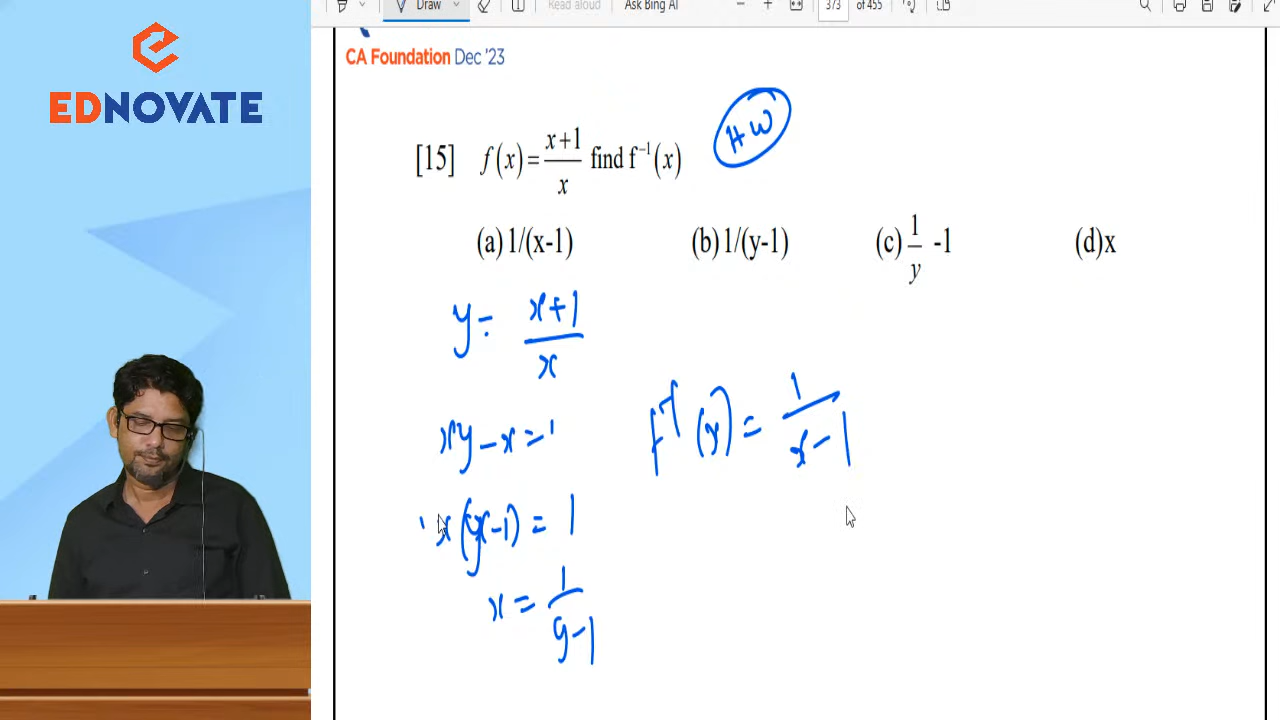 Draw
Read aloud
Ask Bing AI
373
of 455
EDNOVATE
CA Foundation Dec '23
HW
[15] f(x) = x+1/x find f⁻¹(x)
(a) 1/(x-1) (b) 1/(y-1) (c) 1/y -1 (d) x
y = x+1/x
xy - x = 1
x(y-1) = 1
x = 1/y-1
f⁻¹(x) = 1/x-1